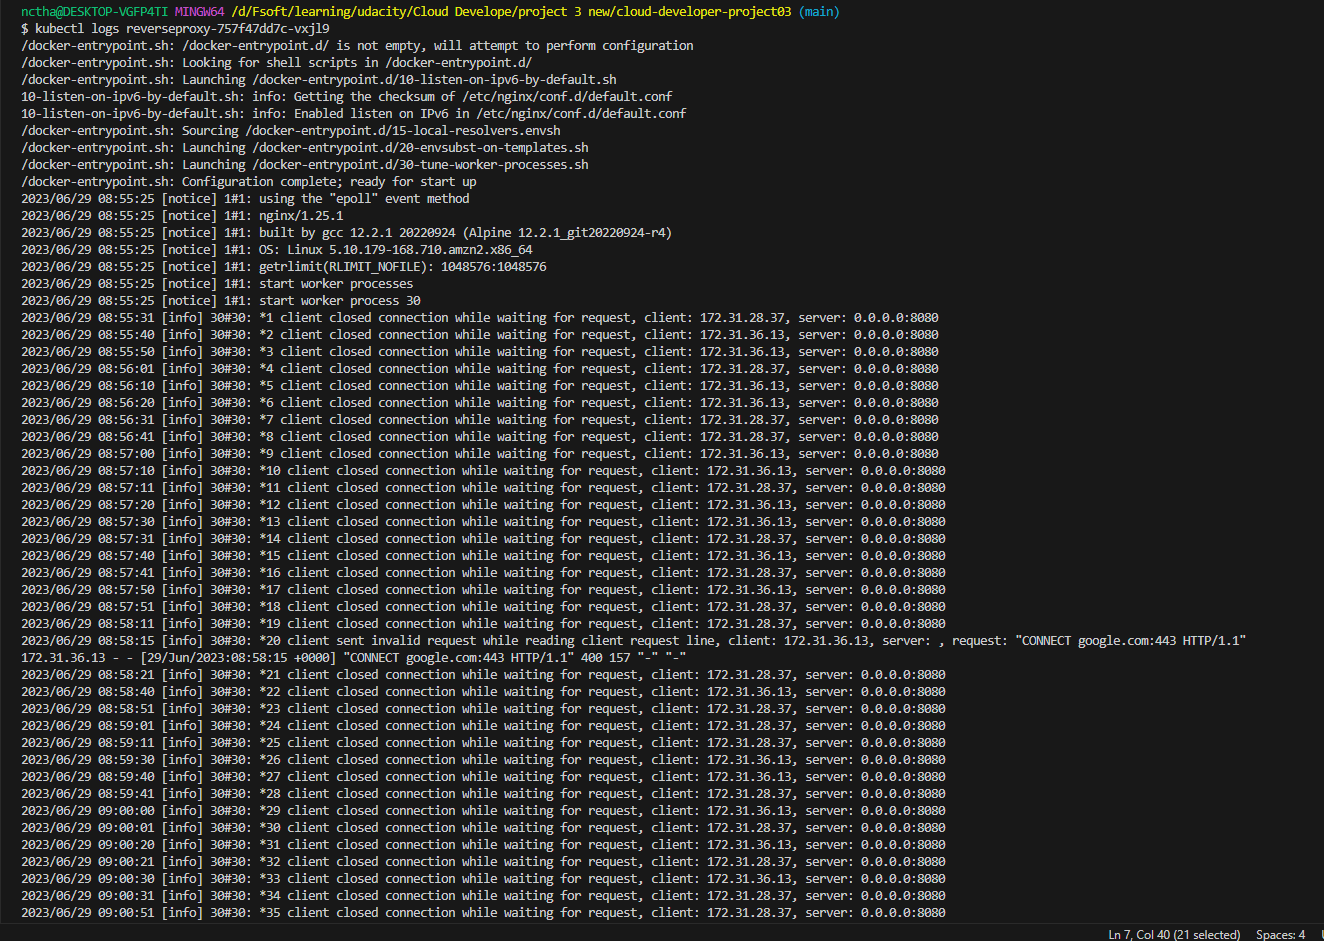 nctha@DESKTOP-VGFP4TI MINGW64 /d/Fsoft/learning/udacity/Cloud Develope/project 3 new/cloud-developer-project03 (main)
$ kubectl logs reverseproxy-757f47dd7c-vxjl9
/docker-entrypoint.sh: /docker-entrypoint.d/ is not empty, will attempt to perform configuration
/docker-entrypoint.sh: Looking for shell scripts in /docker-entrypoint.d/
/docker-entrypoint.sh: Launching /docker-entrypoint.d/10-listen-on-ipv6-by-default.sh
10-listen-on-ipv6-by-default.sh: info: Getting the checksum of /etc/nginx/conf.d/default.conf
10-listen-on-ipv6-by-default.sh: info: Enabled listen on IPv6 in /etc/nginx/conf.d/default.conf
/docker-entrypoint.sh: Sourcing /docker-entrypoint.d/15-local-resolvers.envsh
/docker-entrypoint.sh: Launching /docker-entrypoint.d/20-envsubst-on-templates.sh
/docker-entrypoint.sh: Launching /docker-entrypoint.d/30-tune-worker-processes.sh
/docker-entrypoint.sh: Configuration complete; ready for start up
2023/06/29 08:55:25 [notice] 1#1: using the "epoll" event method
2023/06/29 08:55:25 [notice] 1#1: nginx/1.25.1
2023/06/29 08:55:25 [notice] 1#1: built by gcc 12.2.1 20220924 (Alpine 12.2.1_git20220924-r4)
2023/06/29 08:55:25 [notice] 1#1: OS: Linux 5.10.179-168.710.amzn2.x86_64
2023/06/29 08:55:25 [notice] 1#1: getrlimit(RLIMIT_NOFILE): 1048576:1048576
2023/06/29 08:55:25 [notice] 1#1: start worker processes
2023/06/29 08:55:25 [notice] 1#1: start worker process 30
2023/06/29 08:55:31 [info] 30#30: *1 client closed connection while waiting for request, client: 172.31.28.37, server: 0.0.0.0:8080
2023/06/29 08:55:40 [info] 30#30: *2 client closed connection while waiting for request, client: 172.31.36.13, server: 0.0.0.0:8080
2023/06/29 08:55:50 [info] 30#30: *3 client closed connection while waiting for request, client: 172.31.36.13, server: 0.0.0.0:8080
2023/06/29 08:56:01 [info] 30#30: *4 client closed connection while waiting for request, client: 172.31.28.37, server: 0.0.0.0:8080
2023/06/29 08:56:10 [info] 30#30: *5 client closed connection while waiting for request, client: 172.31.36.13, server: 0.0.0.0:8080
2023/06/29 08:56:20 [info] 30#30: *6 client closed connection while waiting for request, client: 172.31.36.13, server: 0.0.0.0:8080
2023/06/29 08:56:31 [info] 30#30: *7 client closed connection while waiting for request, client: 172.31.28.37, server: 0.0.0.0:8080
2023/06/29 08:56:41 [info] 30#30: *8 client closed connection while waiting for request, client: 172.31.28.37, server: 0.0.0.0:8080
2023/06/29 08:57:00 [info] 30#30: *9 client closed connection while waiting for request, client: 172.31.36.13, server: 0.0.0.0:8080
2023/06/29 08:57:10 [info] 30#30: *10 client closed connection while waiting for request, client: 172.31.36.13, server: 0.0.0.0:8080
2023/06/29 08:57:11 [info] 30#30: *11 client closed connection while waiting for request, client: 172.31.28.37, server: 0.0.0.0:8080
2023/06/29 08:57:20 [info] 30#30: *12 client closed connection while waiting for request, client: 172.31.36.13, server: 0.0.0.0:8080
2023/06/29 08:57:30 [info] 30#30: *13 client closed connection while waiting for request, client: 172.31.36.13, server: 0.0.0.0:8080
2023/06/29 08:57:31 [info] 30#30: *14 client closed connection while waiting for request, client: 172.31.28.37, server: 0.0.0.0:8080
2023/06/29 08:57:40 [info] 30#30: *15 client closed connection while waiting for request, client: 172.31.36.13, server: 0.0.0.0:8080
2023/06/29 08:57:41 [info] 30#30: *16 client closed connection while waiting for request, client: 172.31.28.37, server: 0.0.0.0:8080
2023/06/29 08:57:50 [info] 30#30: *17 client closed connection while waiting for request, client: 172.31.36.13, server: 0.0.0.0:8080
2023/06/29 08:57:51 [info] 30#30: *18 client closed connection while waiting for request, client: 172.31.28.37, server: 0.0.0.0:8080
2023/06/29 08:58:11 [info] 30#30: *19 client closed connection while waiting for request, client: 172.31.28.37, server: 0.0.0.0:8080
2023/06/29 08:58:15 [info] 30#30: *20 client sent invalid request while reading client request line, client: 172.31.36.13, server: , request: "CONNECT google.com:443 HTTP/1.1"
172.31.36.13 - - [29/Jun/2023:08:58:15 +0000] "CONNECT google.com:443 HTTP/1.1" 400 157 "-" "-"
2023/06/29 08:58:21 [info] 30#30: *21 client closed connection while waiting for request, client: 172.31.28.37, server: 0.0.0.0:8080
2023/06/29 08:58:40 [info] 30#30: *22 client closed connection while waiting for request, client: 172.31.36.13, server: 0.0.0.0:8080
2023/06/29 08:58:51 [info] 30#30: *23 client closed connection while waiting for request, client: 172.31.28.37, server: 0.0.0.0:8080
2023/06/29 08:59:01 [info] 30#30: *24 client closed connection while waiting for request, client: 172.31.28.37, server: 0.0.0.0:8080
2023/06/29 08:59:11 [info] 30#30: *25 client closed connection while waiting for request, client: 172.31.28.37, server: 0.0.0.0:8080
2023/06/29 08:59:30 [info] 30#30: *26 client closed connection while waiting for request, client: 172.31.36.13, server: 0.0.0.0:8080
2023/06/29 08:59:40 [info] 30#30: *27 client closed connection while waiting for request, client: 172.31.36.13, server: 0.0.0.0:8080
2023/06/29 08:59:41 [info] 30#30: *28 client closed connection while waiting for request, client: 172.31.28.37, server: 0.0.0.0:8080
2023/06/29 09:00:00 [info] 30#30: *29 client closed connection while waiting for request, client: 172.31.36.13, server: 0.0.0.0:8080
2023/06/29 09:00:01 [info] 30#30: *30 client closed connection while waiting for request, client: 172.31.28.37, server: 0.0.0.0:8080
2023/06/29 09:00:20 [info] 30#30: *31 client closed connection while waiting for request, client: 172.31.36.13, server: 0.0.0.0:8080
2023/06/29 09:00:21 [info] 30#30: *32 client closed connection while waiting for request, client: 172.31.28.37, server: 0.0.0.0:8080
2023/06/29 09:00:30 [info] 30#30: *33 client closed connection while waiting for request, client: 172.31.36.13, server: 0.0.0.0:8080
2023/06/29 09:00:31 [info] 30#30: *34 client closed connection while waiting for request, client: 172.31.28.37, server: 0.0.0.0:8080
2023/06/29 09:00:51 [info] 30#30: *35 client closed connection while waiting for request, client: 172.31.28.37, server: 0.0.0.0:8080
Ln 7, Col 40 (21 selected) Spaces: 4